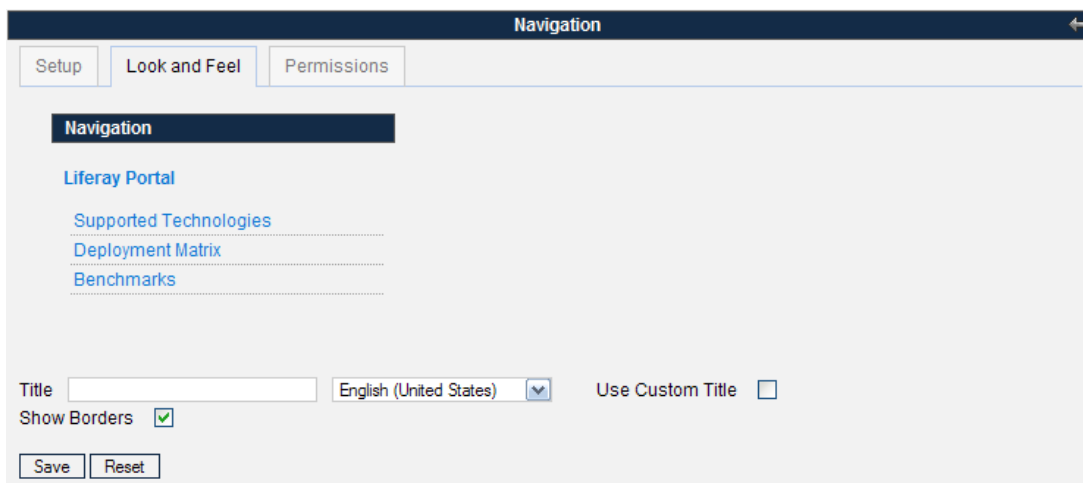 Navigation
Setup Look and Feel Permissions
Navigation
Liferay Portal
Supported Technologies
Deployment Matrix
Benchmarks
Title English (United States) Use Custom Title
Show Borders
Save Reset